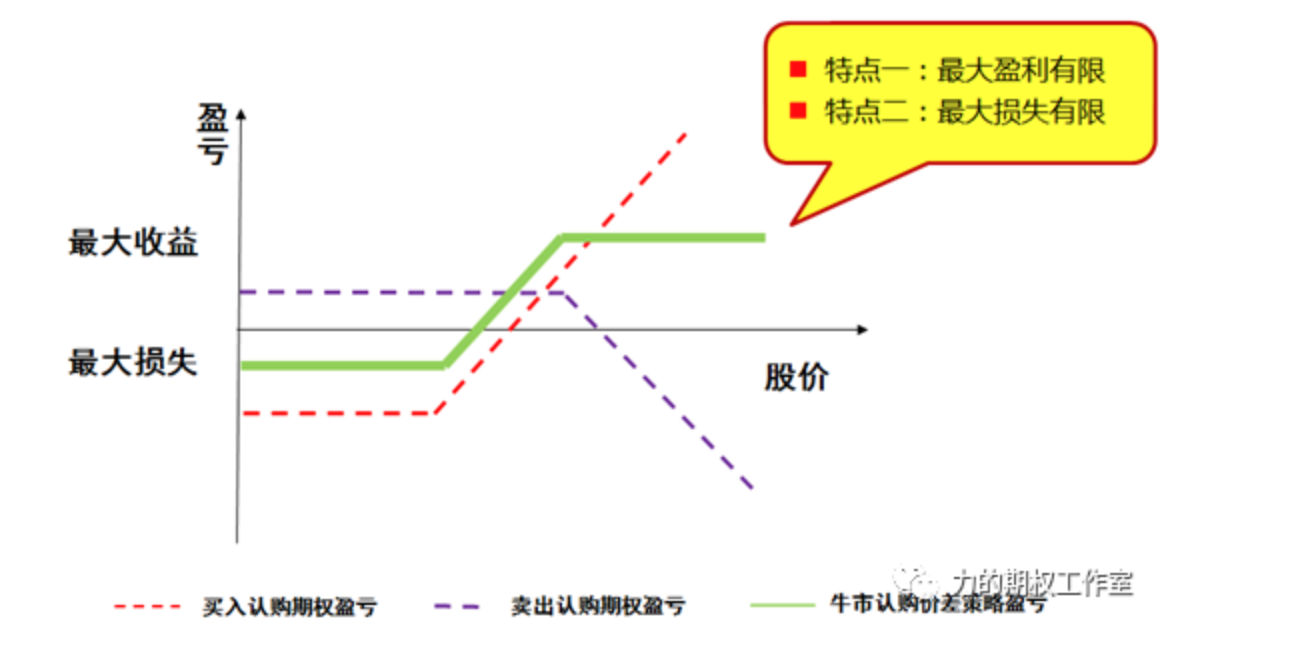 特点一：最大盈利有限
特点二：最大损失有限
盈亏
最大收益
最大损失
股价
力的期权工作室
买入认购期权盈亏
卖出认购期权盈亏
牛市认购价差策略盈亏